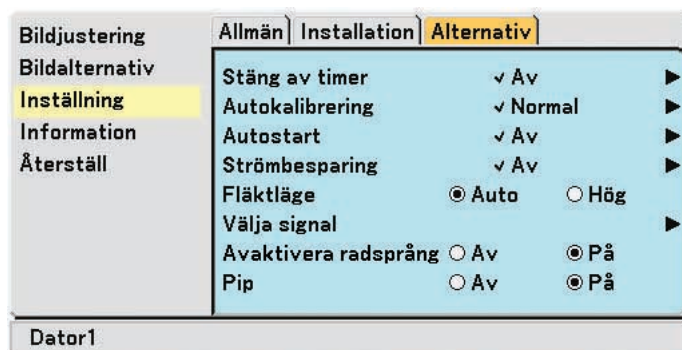 Bildjustering
Bildalternativ
Inställning
Information
Återställ
Allmän Installation Alternativ
Stäng av timer Av
Autokalibrering Normal
Autostart Av
Strömbesparing Av
Fläktläge Auto Hög
Välja signal
Avaktivera radsprång Av På
Pip Av På
Dator1